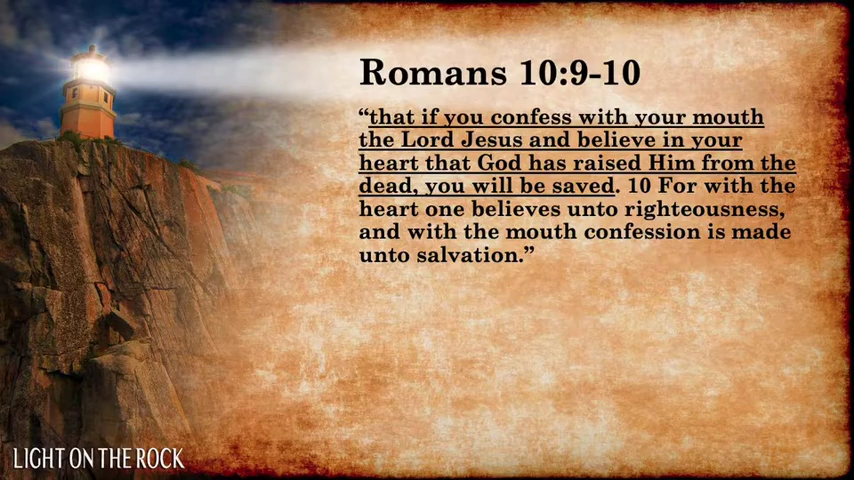 Romans 10:9-10
“that if you confess with your mouth
the Lord Jesus and believe in your
heart that God has raised Him from the
dead, you will be saved. 10 For with the
heart one believes unto righteousness,
and with the mouth confession is made
unto salvation.”
LIGHT ON THE ROCK